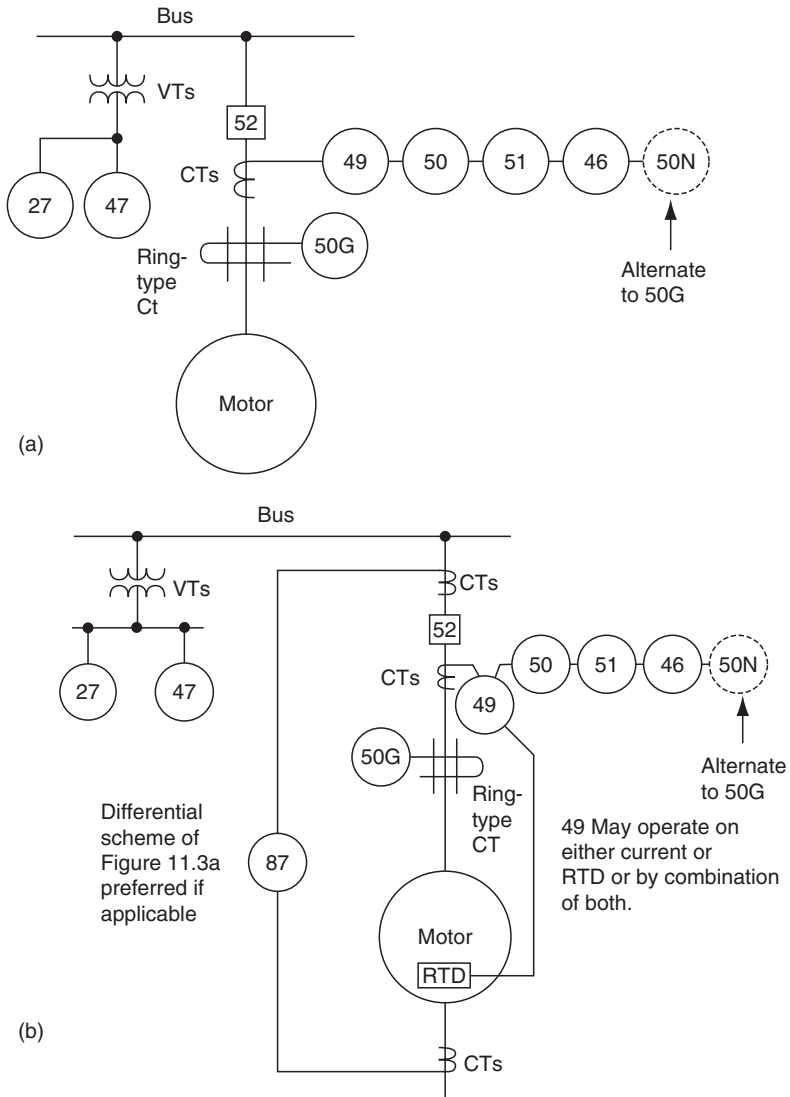 Bus
VTs
52
CTs
49
50
51
46
50N
27
47
Ring-
type
Ct
50G
Alternate
to 50G
Motor
(a)
Bus
VTs
CTs
52
CTs
50
51
46
50N
27
47
49
50G
Ring-
type
CT
Alternate
to 50G
Differential
scheme of
Figure 11.3a
preferred if
applicable
87
49 May operate on
either current or
RTD or by combination
of both.
Motor
RTD
(b)
CTs